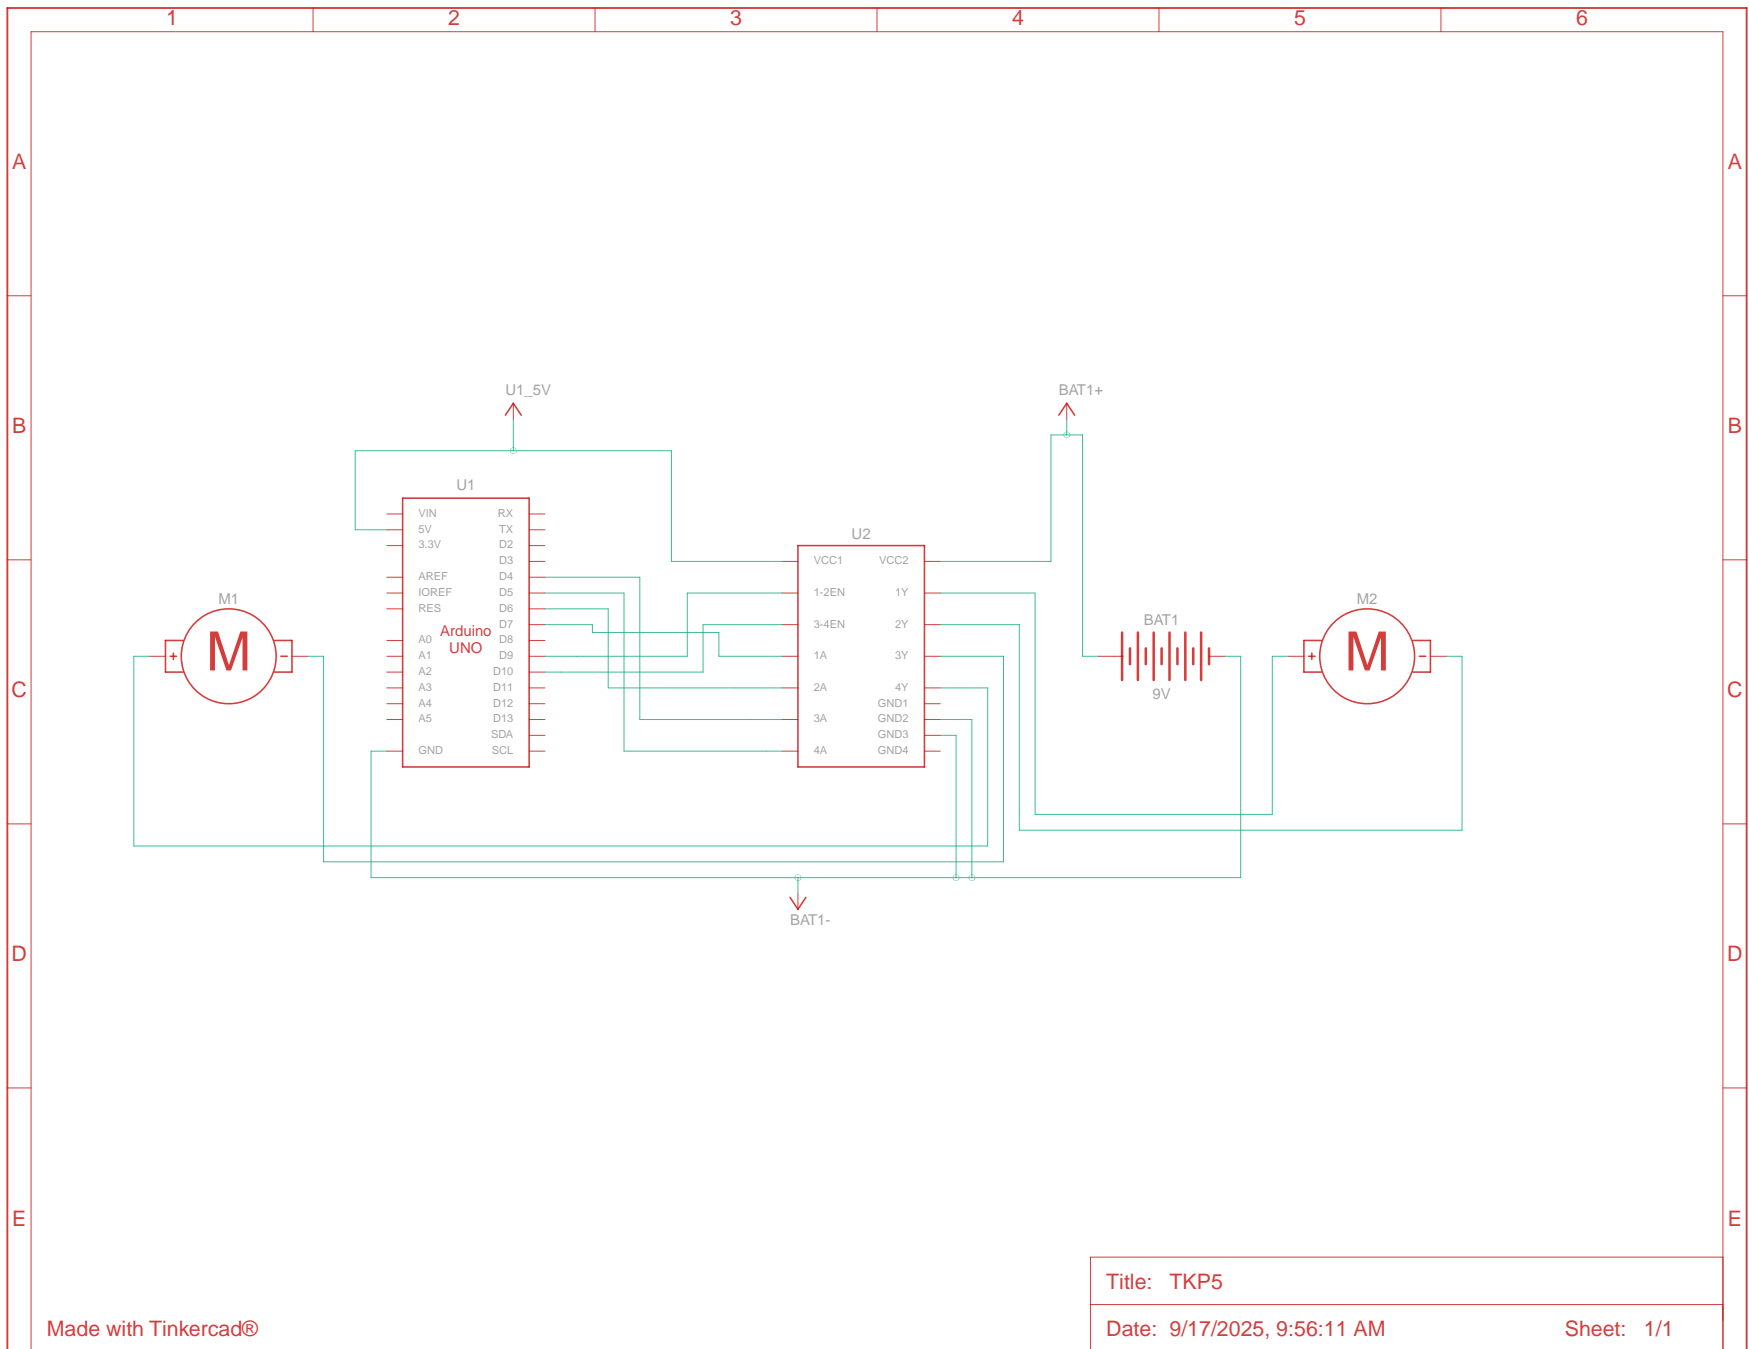 1 2 3 4 5 6
A A
U1_5V BAT1+
B B
U1
VIN RX
5V TX
3.3V D2
D3
AREF D4
IOREF D5
RES D6
D7
A0 D8
A1 D9
A2 D10
A3 D11
A4 D12
A5 D13
SDA
GND SCL
Arduino
UNO
U2
VCC1 VCC2
1-2EN 1Y
3-4EN 2Y
1A 3Y
2A 4Y
GND1
3A GND2
GND3
4A GND4
M1
+ M -
BAT1
9V
M2
+ M -
C C
BAT1-
D D
E E
Title: TKP5
Made with Tinkercad®
Date: 9/17/2025, 9:56:11 AM Sheet: 1/1